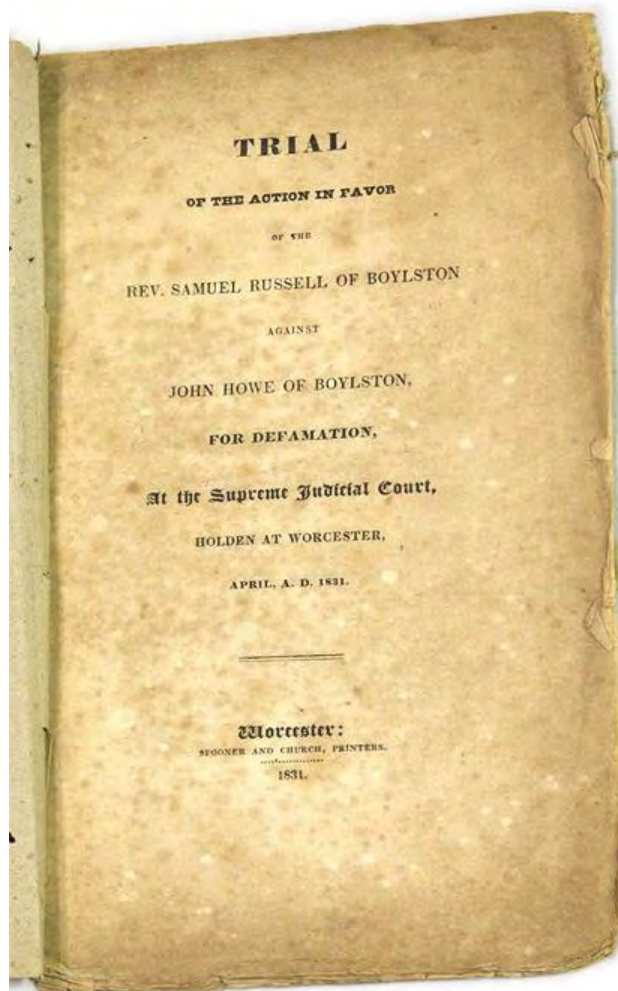 TRIAL
OF THE ACTION IN FAVOR
OF THE
REV. SAMUEL RUSSELL OF BOYLSTON
AGAINST
JOHN HOWE OF BOYLSTON,
FOR DEFAMATION,
At the Supreme Judicial Court,
HOLDEN AT WORCESTER,
APRIL, A. D. 1831.
Worcester:
SPOONER AND CHURCH, PRINTERS.
1831.